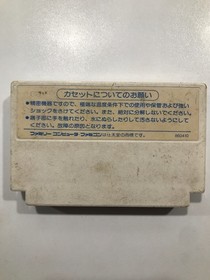 カセットについてのお願い
●精密機器ですので、極端な温度条件下での使用や保管および強い
ショックをさけてください。また、絶対に分解しないでください。
●端子部に手を触れたり、水にぬらしたりして汚さないようにして
ください。故障の原因となります。
ファミリーコンピュータ・ファミコンは任天堂の商標です。